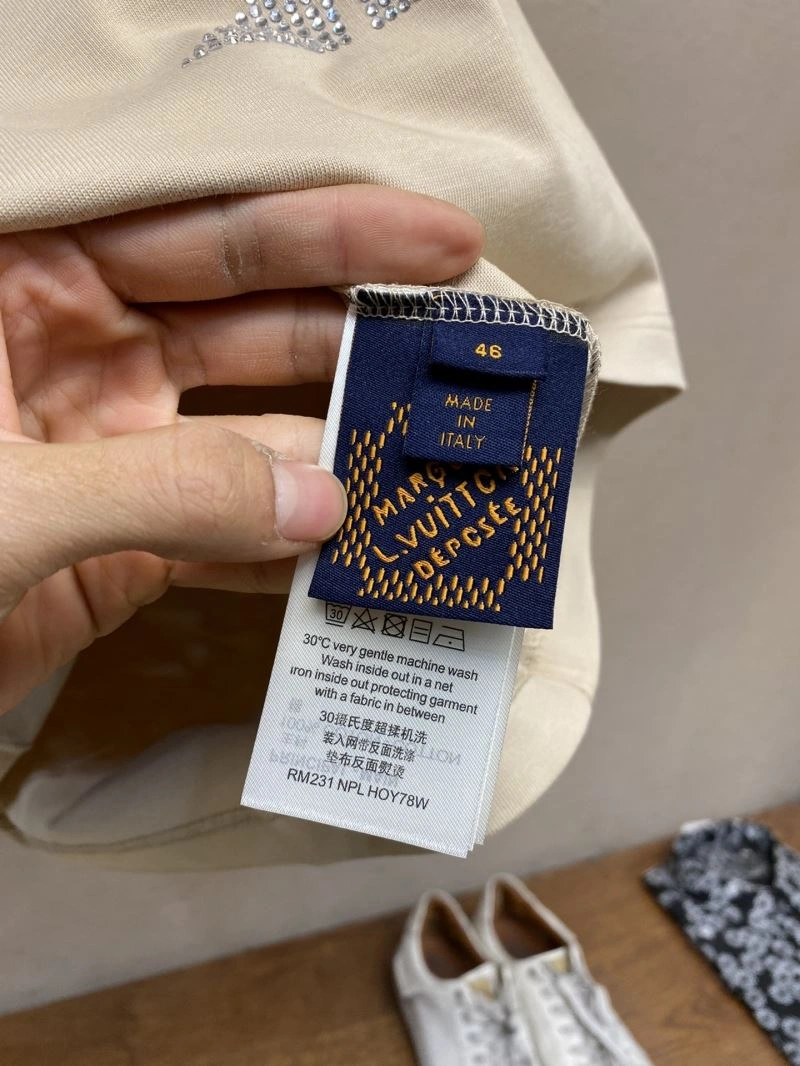 46
MADE
IN
ITALY
L.VUITTON
DÉPOSÉE
30
30°C very gentle machine wash
Wash inside out in a net
Iron inside out protecting garment
with a fabric in between
30摄氏度超揉机洗
装入网带反面洗涤
垫布反面熨烫
RM231 NPL HOY78W